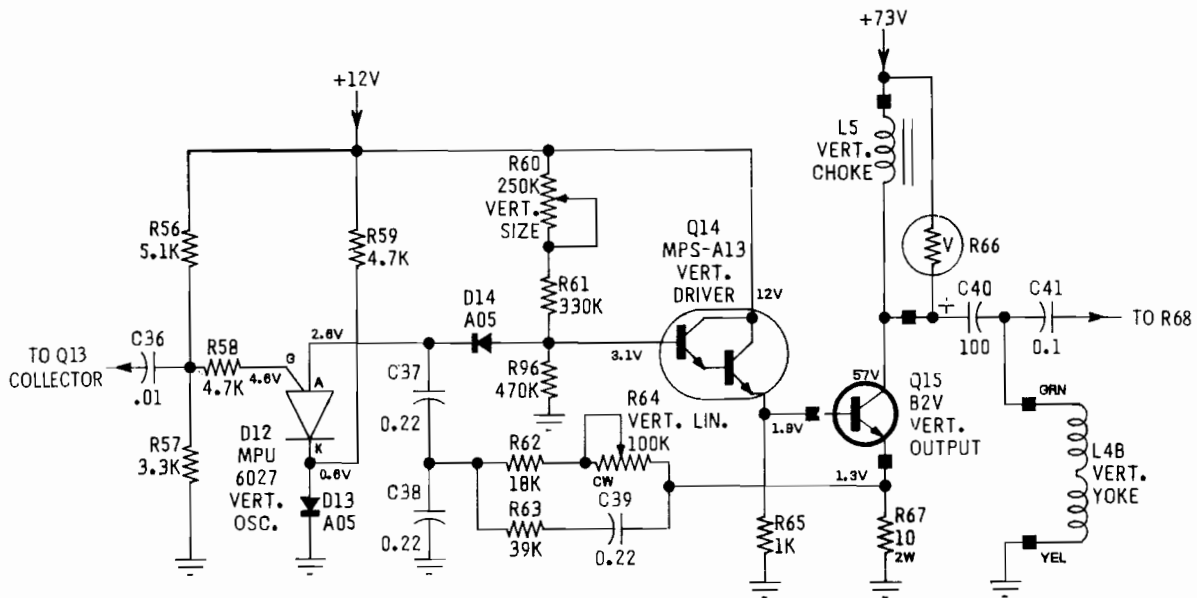 +73V
+12V
L5
VERT.
CHOKE
R60
250K
VERT.
SIZE
R56
5.1K
R59
4.7K
Q14
MPS-A13
VERT.
DRIVER
V
R66
R61
330K
D14
A05
12V
+
C40
100
C41
0.1
TO R68
C36
.01
TO Q13
COLLECTOR
R58
4.7K
4.6V
G
A
2.6V
3.1V
C37
0.22
R96
470K
57V
Q15
B2V
VERT.
OUTPUT
GRN
R64
VERT. LIN.
100K
1.9V
R57
3.3K
D12
MPU
6027
VERT.
OSC.
K
0.6V
D13
A05
R62
18K
CW
1.3V
L4B
VERT.
YOKE
C38
0.22
R63
39K
C39
0.22
R65
1K
R67
10
2W
YEL